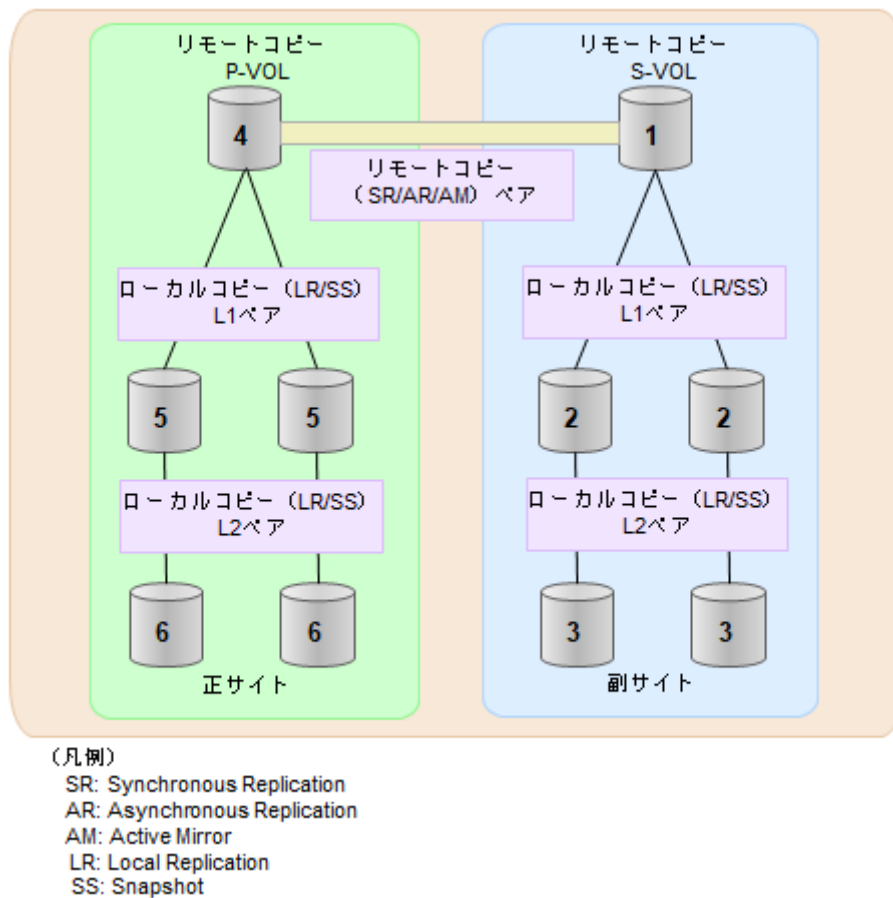 リモートコピー
P-VOL
リモートコピー
S-VOL
4
1
リモートコピー
（SR/AR/AM）ペア
ローカルコピー（LR/SS）
L1ペア
ローカルコピー（LR/SS）
L1ペア
5
5
2
2
ローカルコピー（LR/SS）
L2ペア
ローカルコピー（LR/SS）
L2ペア
6
6
3
3
正サイト
副サイト
（凡例）
SR: Synchronous Replication
AR: Asynchronous Replication
AM: Active Mirror
LR: Local Replication
SS: Snapshot